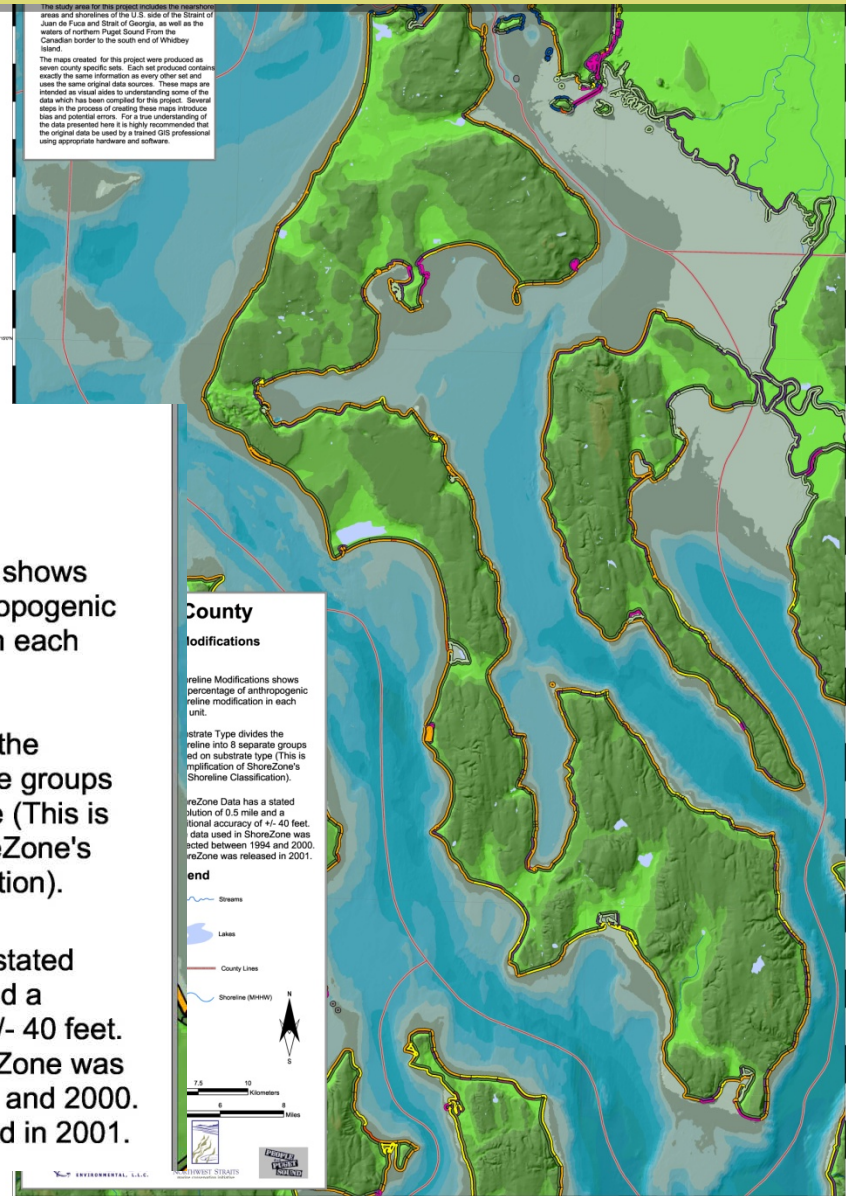 The study area for this project includes the nearshore
areas and shorelines of the U.S. side of the Straint of
Juan de Fuca and Strait of Georgia, as well as the
waters of northern Puget Sound From the
Canadian border to the south end of Whidbey
Island.
The maps created for this project were produced as
seven county specific sets. Each set produced contains
exactly the same information as every other set and
uses the same original data sources. These maps are
intended as visual aides to understanding some of the
data which has been compiled for this project. Several
steps in the process of creating these maps introduce
bias and potential errors. For a true understanding of
the data presented here it is highly recommended that
the original data be used by a trained GIS professional
using appropriate hardware and software.
shows
opogenic
n each
the
e groups
e (This is
eZone's
tion).
stated
d a
/- 40 feet.
Zone was
and 2000.
d in 2001.
County
Modifications
reline Modifications shows
percentage of anthropogenic
reline modification in each
unit.
strate Type divides the
reline into 8 separate groups
ed on substrate type (This is
mplification of ShoreZone's
Shoreline Classification).
reZone Data has a stated
olution of 0.5 mile and a
itional accuracy of +/- 40 feet.
data used in ShoreZone was
ected between 1994 and 2000.
reZone was released in 2001.
end
Streams
Lakes
County Lines
Shoreline (MHHW)
N
S
7.5 10
Kilometers
6 8
Miles
ENVIRONMENTAL, L.L.C.
NORTHWEST STRAITS
marine conservation initiative
PEOPLE
PUGET
SOUND